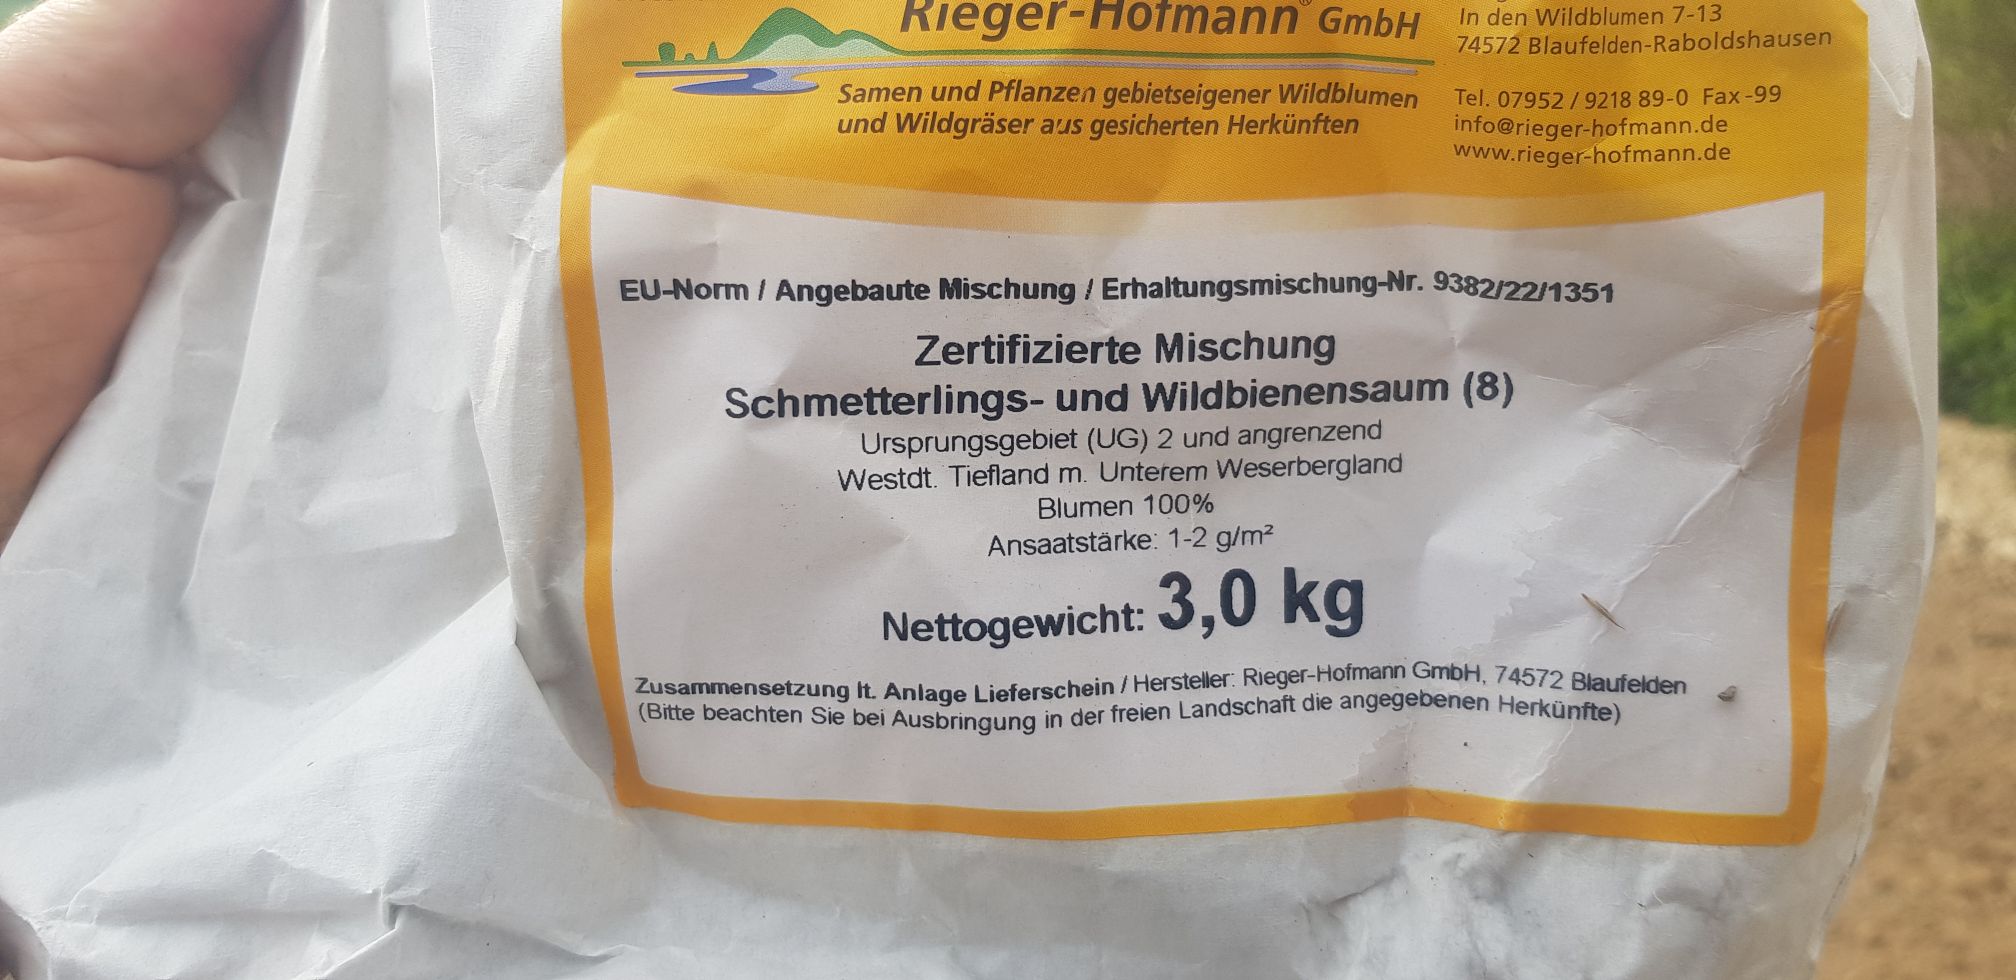 Rieger-Hofmann® GmbH
In den Wildblumen 7-13
74572 Blaufelden-Raboldshausen
Samen und Pflanzen gebietseigener Wildblumen
und Wildgräser aus gesicherten Herkünften
Tel. 07952 / 9218 89-0 Fax -99
info@rieger-hofmann.de
www.rieger-hofmann.de
EU-Norm / Angebaute Mischung / Erhaltungsmischung-Nr. 9382/22/1351
Zertifizierte Mischung
Schmetterlings- und Wildbienensaum (8)
Ursprungsgebiet (UG) 2 und angrenzend
Westdt. Tiefland m. Unterem Weserbergland
Blumen 100%
Ansaatstärke: 1-2 g/m²
Nettogewicht: 3,0 kg
Zusammensetzung lt. Anlage Lieferschein / Hersteller: Rieger-Hofmann GmbH, 74572 Blaufelden
(Bitte beachten Sie bei Ausbringung in der freien Landschaft die angegebenen Herkünfte)